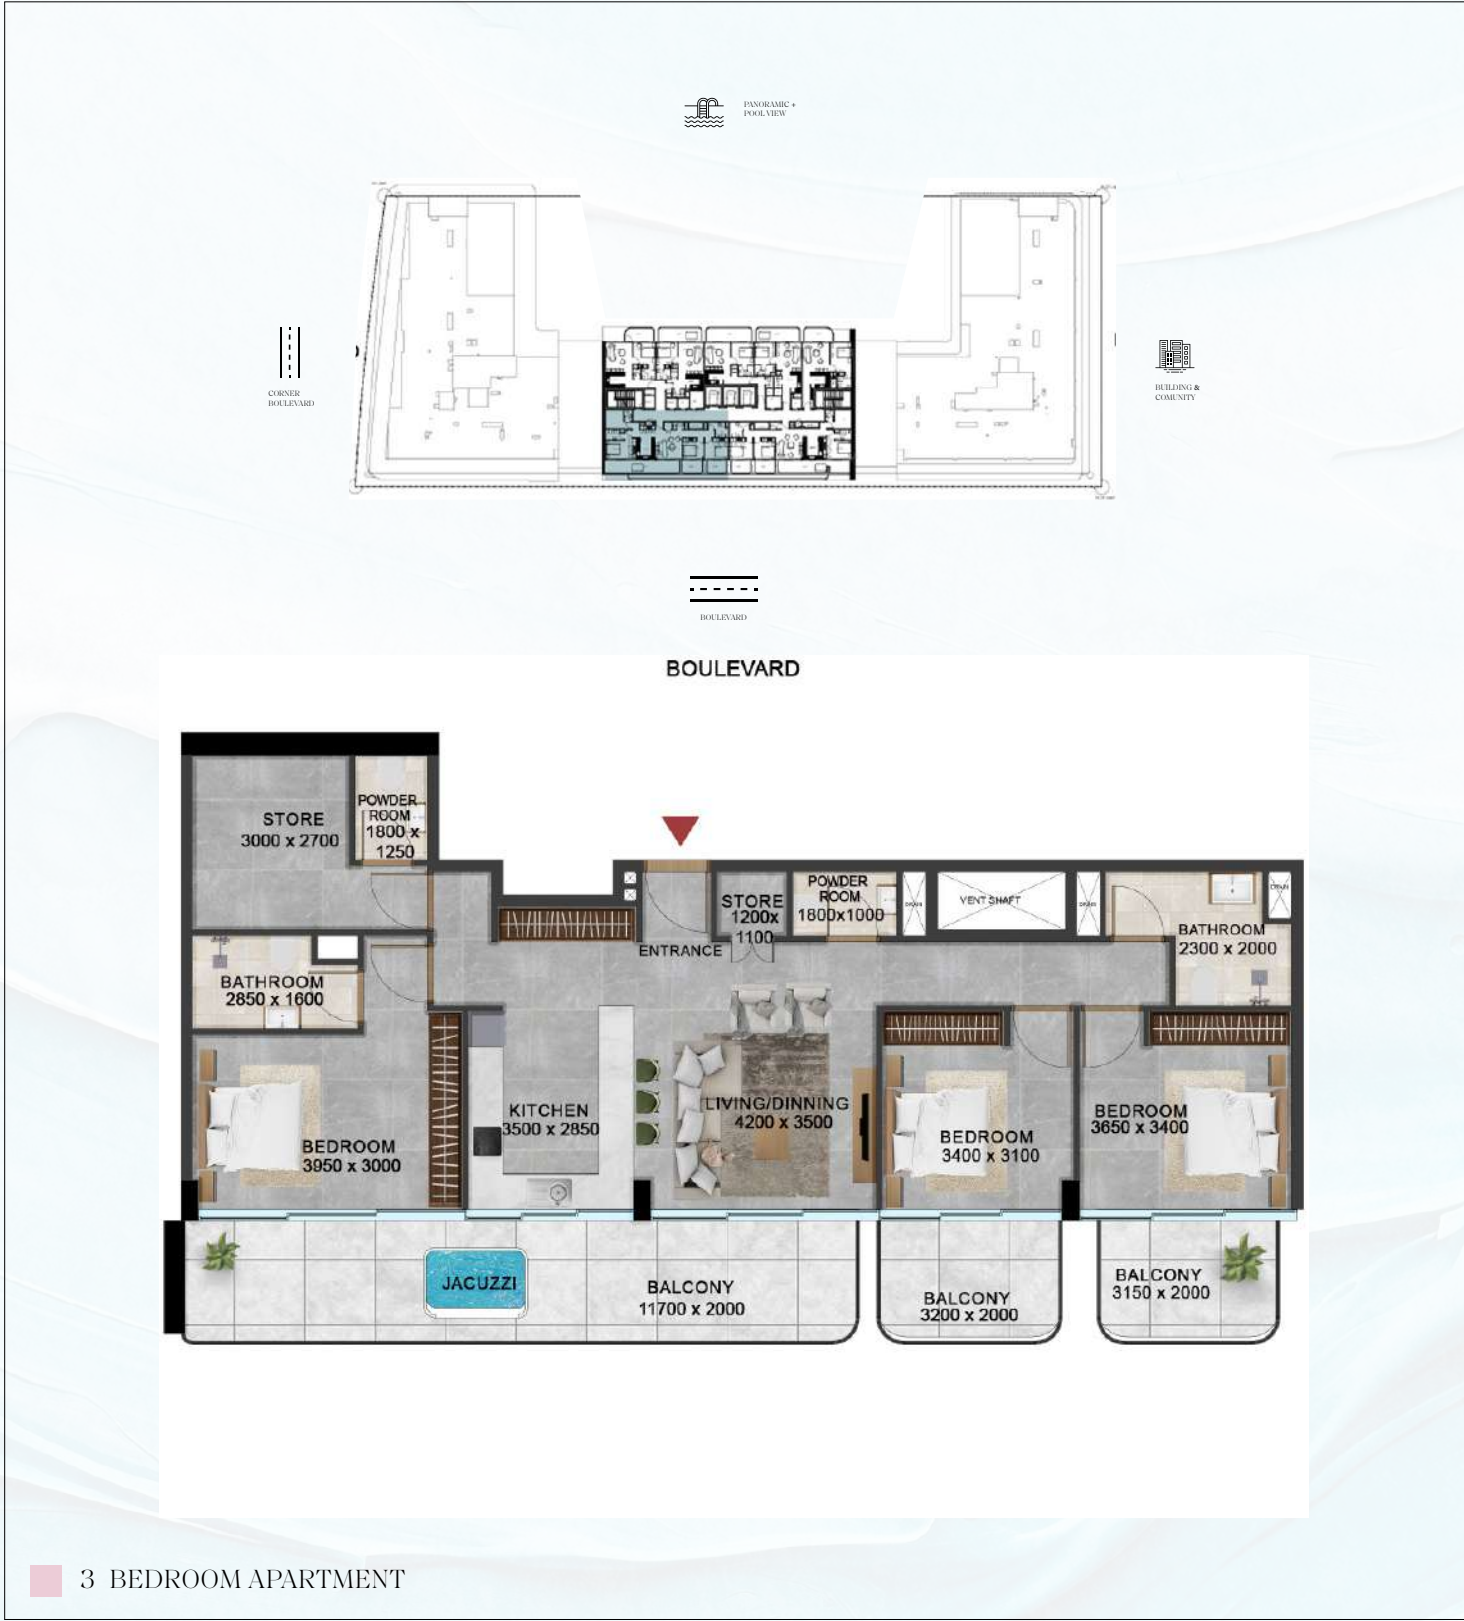 PANORAMIC +
POOL VIEW
CORNER
BOULEVARD
BUILDING &
COMUNITY
BOULEVARD
BOULEVARD
STORE
3000 x 2700
POWDER
ROOM
1800 x
1250
STORE
1200x
1100
POWDER
ROOM
1800x1000
DRAIN
VENT SHAFT
DRAIN
DRAIN
ENTRANCE
BATHROOM
2300 x 2000
BATHROOM
2850 x 1600
BEDROOM
3950 x 3000
KITCHEN
3500 x 2850
LIVING/DINNING
4200 x 3500
BEDROOM
3400 x 3100
BEDROOM
3650 x 3400
JACUZZI
BALCONY
11700 x 2000
BALCONY
3200 x 2000
BALCONY
3150 x 2000
3 BEDROOM APARTMENT